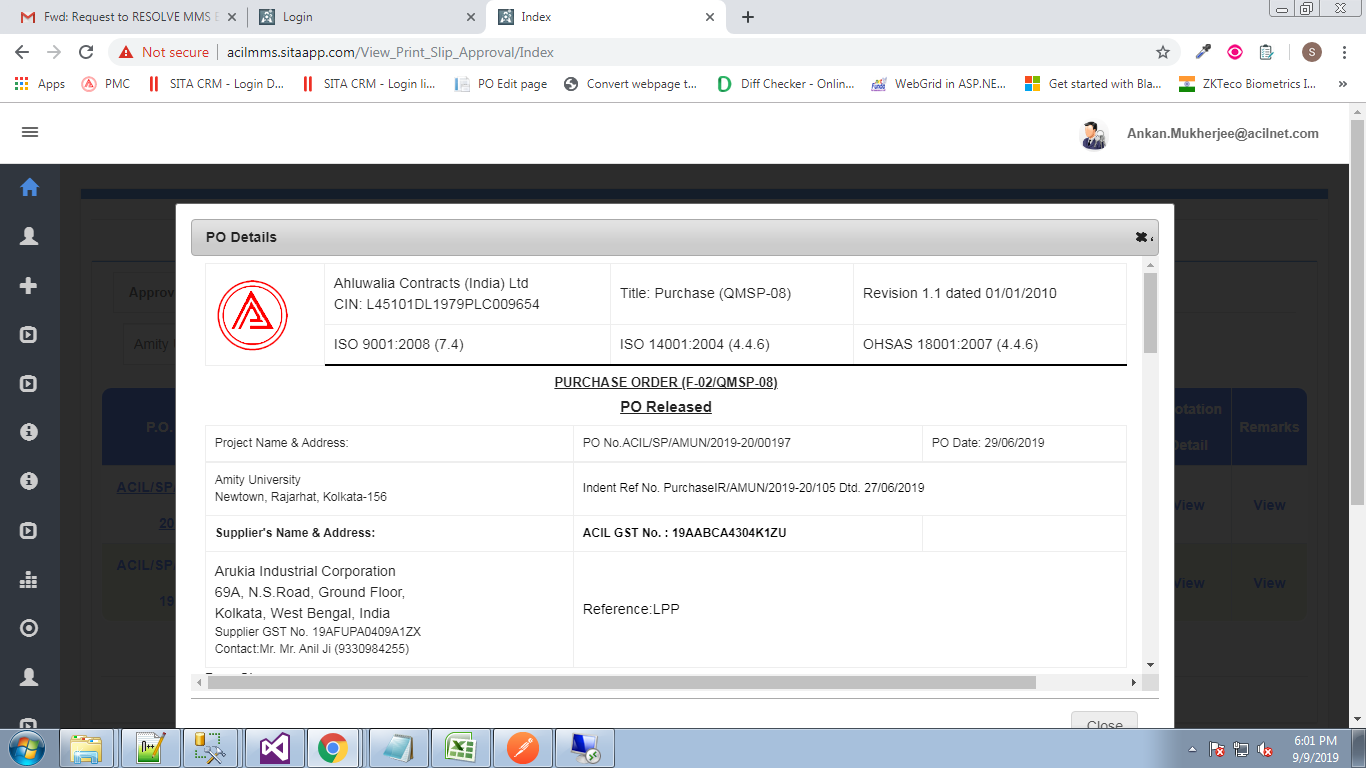 Fwd: Request to RESOLVE MMS E
Login
Index
Not secure
acilmms.sitaapp.com/View_Print_Slip_Approval/Index
S
Apps
PMC
SITA CRM - Login D...
SITA CRM - Login li...
PO Edit page
Convert webpage t...
Diff Checker - Onlin...
WebGrid in ASP.NE...
Get started with Bla...
ZKTeco Biometrics I...
»
Ankan.Mukherjee@acilnet.com
PO Details
Ahluwalia Contracts (India) Ltd
CIN: L45101DL1979PLC009654
Title: Purchase (QMSP-08)
Revision 1.1 dated 01/01/2010
ISO 9001:2008 (7.4)
ISO 14001:2004 (4.4.6)
OHSAS 18001:2007 (4.4.6)
PURCHASE ORDER (F-02/QMSP-08)
PO Released
Project Name & Address:
PO No.ACIL/SP/AMUN/2019-20/00197
PO Date: 29/06/2019
Amity University
Newtown, Rajarhat, Kolkata-156
Indent Ref No. PurchaseIR/AMUN/2019-20/105 Dtd. 27/06/2019
Supplier's Name & Address:
ACIL GST No. : 19AABCA4304K1ZU
Arukia Industrial Corporation
69A, N.S.Road, Ground Floor,
Kolkata, West Bengal, India
Supplier GST No. 19AFUPA0409A1ZX
Contact:Mr. Mr. Anil Ji (9330984255)
Reference:LPP
Close
Approv
Amity
P.O.
otation
Detail
Remarks
ACIL/SP/
20
View
View
ACIL/SP/
19
View
View
6:01 PM
9/9/2019